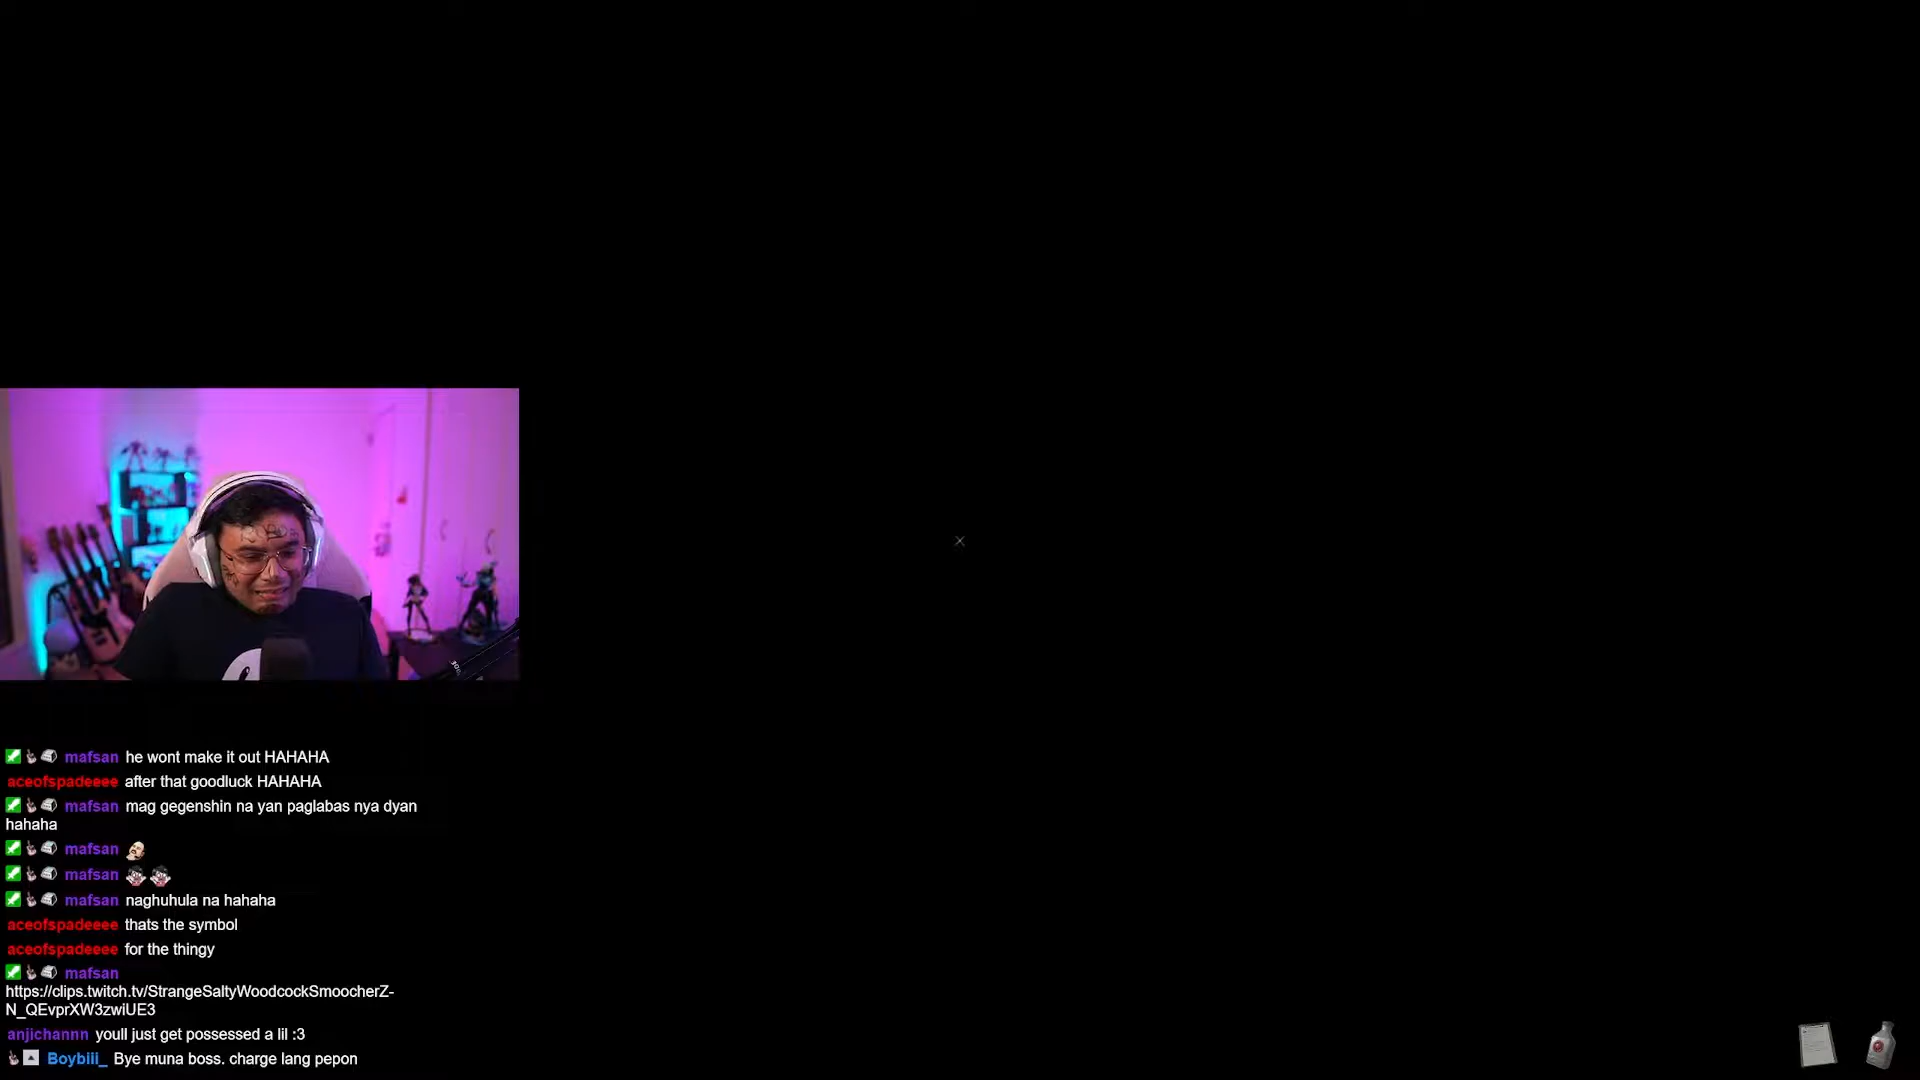 mafsan he wont make it out HAHAHA
aceofspadeeee after that goodluck HAHAHA
mafsan mag gegenshin na yan paglabas nya dyan
hahaha
mafsan
mafsan
mafsan naghuhula na hahaha
aceofspadeeee thats the symbol
aceofspadeeee for the thingy
mafsan
https://clips.twitch.tv/StrangeSaltyWoodcockSmoocherZ-
N_QEvprXW3zwiUE3
anjichannn youll just get possessed a lil :3
Boybiii_ Bye muna boss. charge lang pepon